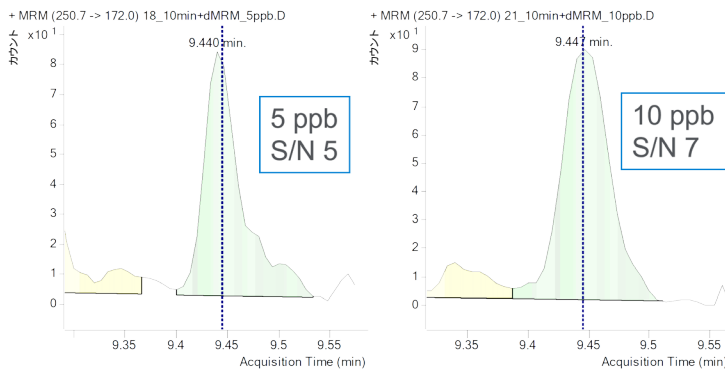 + MRM (250.7 -> 172.0) 18_10min+dMRM_5ppb.D
カウント
x10 1
9.440 min.
8
7
6
5
4
3
2
1
0
5 ppb
S/N 5
9.35 9.4 9.45 9.5 9.55
Acquisition Time (min)
+ MRM (250.7 -> 172.0) 21_10min+dMRM_10ppb.D
カウント
x10 1
9.447 min.
9
8
7
6
5
4
3
2
1
0
10 ppb
S/N 7
9.35 9.4 9.45 9.5 9.55
Acquisition Time (min)